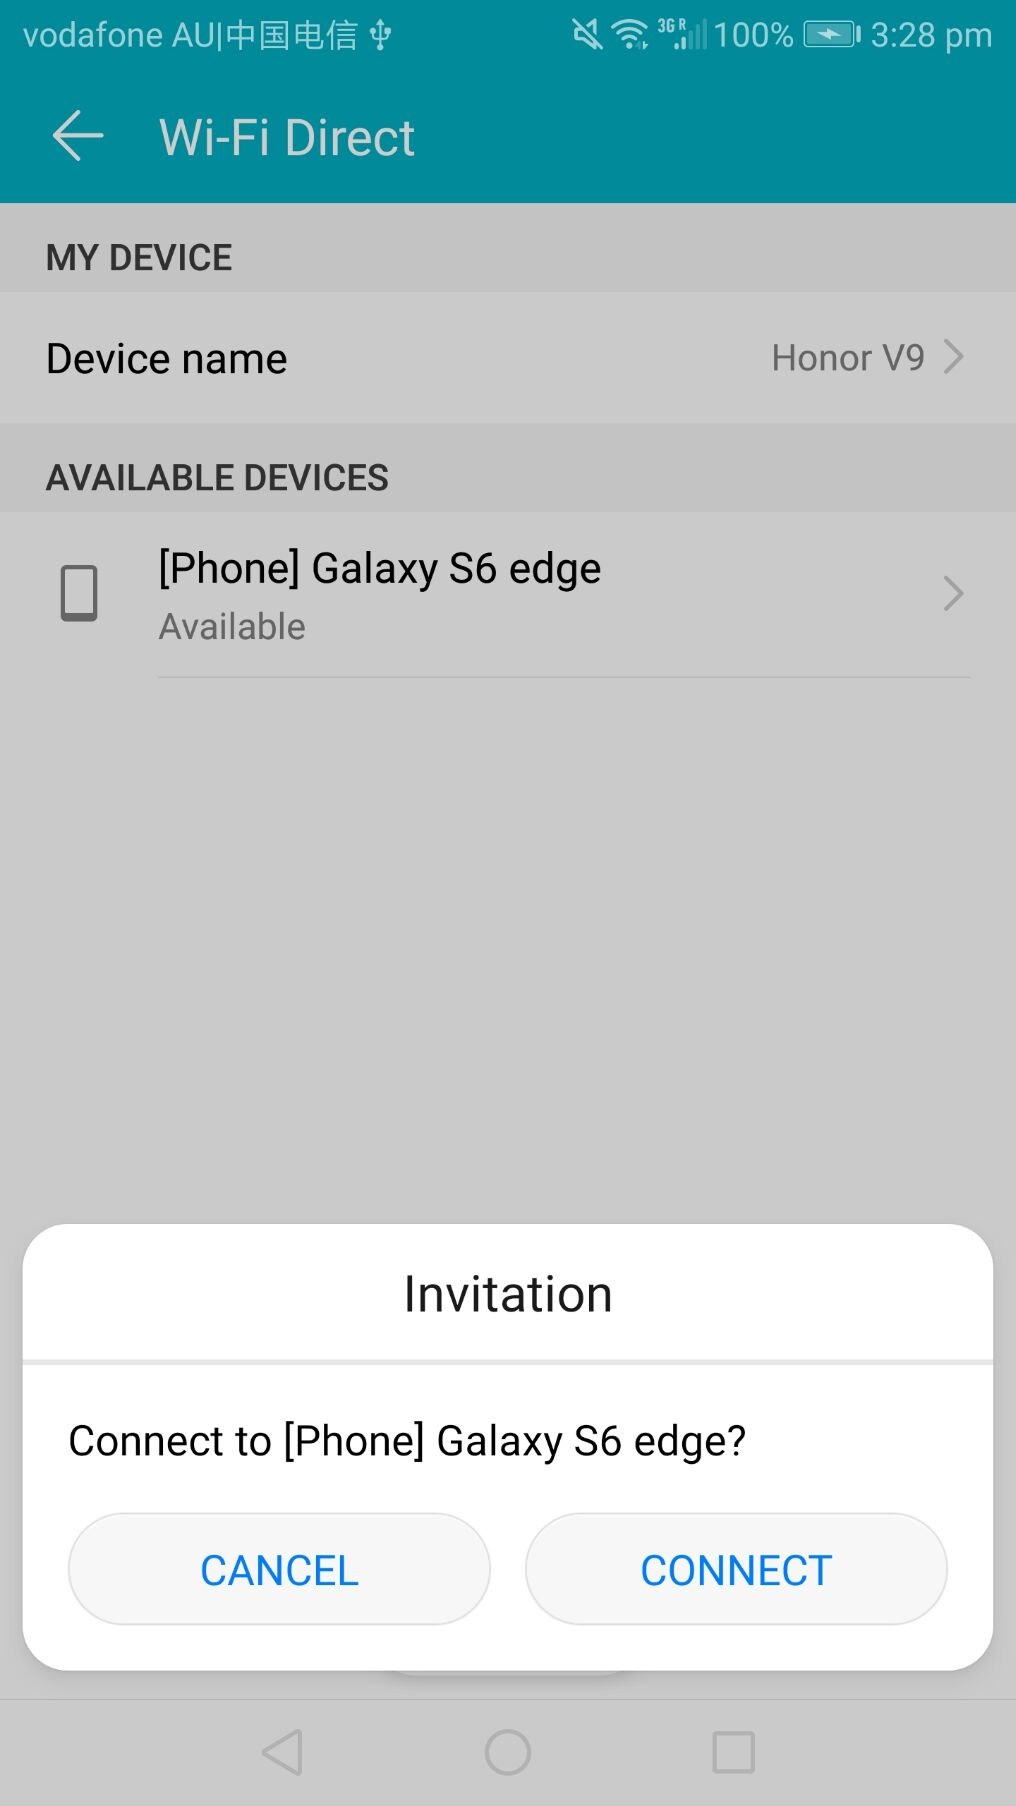 vodafone AU|中国电信 3G R 100% 3:28 pm
Wi-Fi Direct
MY DEVICE
Device name Honor V9
AVAILABLE DEVICES
[Phone] Galaxy S6 edge
Available
Invitation
Connect to [Phone] Galaxy S6 edge?
CANCEL CONNECT